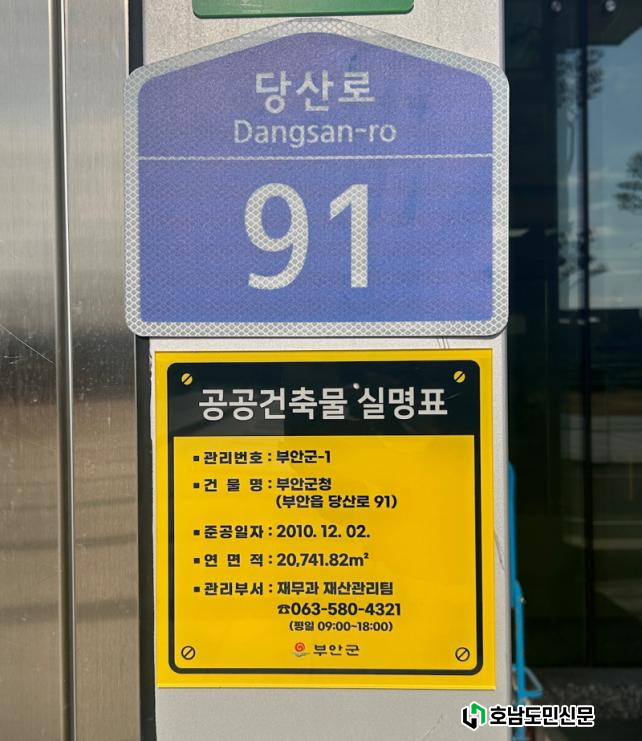 당산로
Dangsan-ro
91
공공건축물 실명표
▪ 관리번호 : 부안군-1
▪ 건 물 명 : 부안군청
(부안읍 당산로 91)
▪ 준공일자 : 2010. 12. 02.
▪ 연 면 적 : 20,741.82m²
▪ 관리부서 : 재무과 재산관리팀
☎063-580-4321
(평일 09:00~18:00)
부안군
호남도민신문